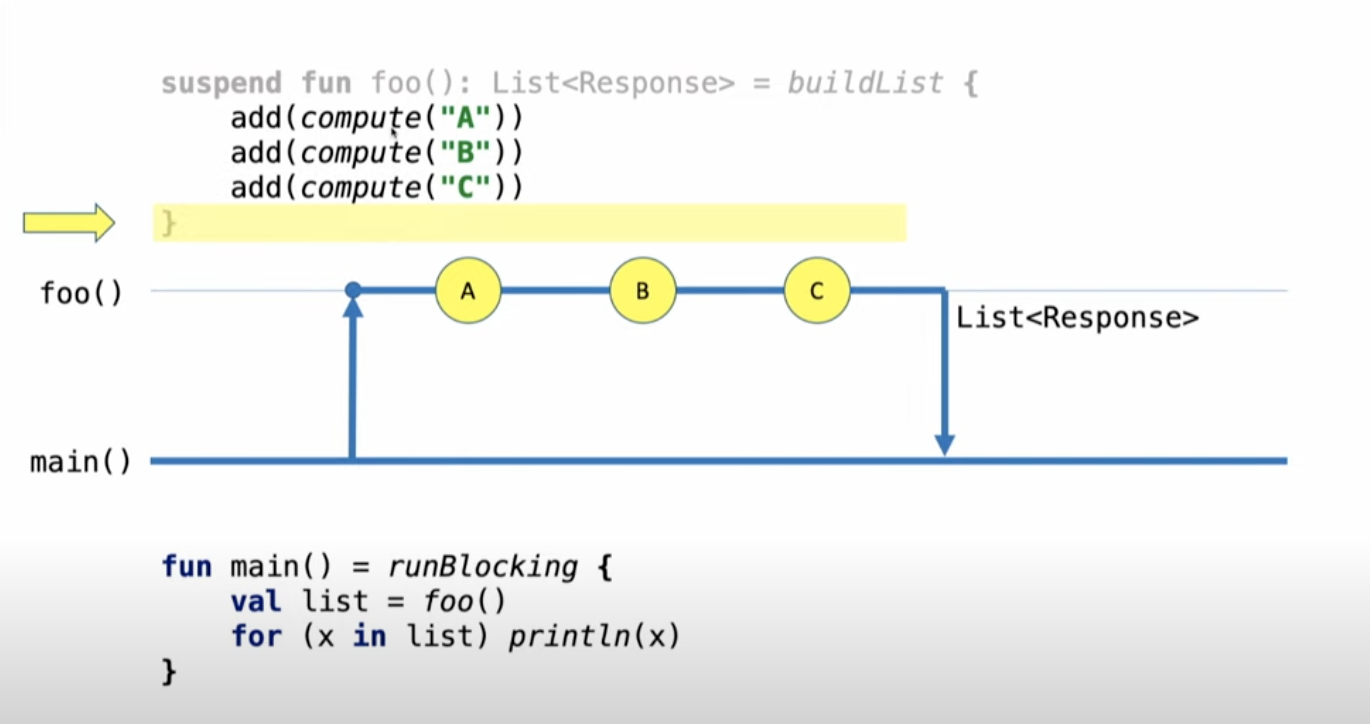 suspend fun foo(): List<Response> = buildList {
    add(compute("A"))
    add(compute("B"))
    add(compute("C"))
}
foo()
A
B
C
List<Response>
main()
fun main() = runBlocking {
    val list = foo()
    for (x in list) println(x)
}